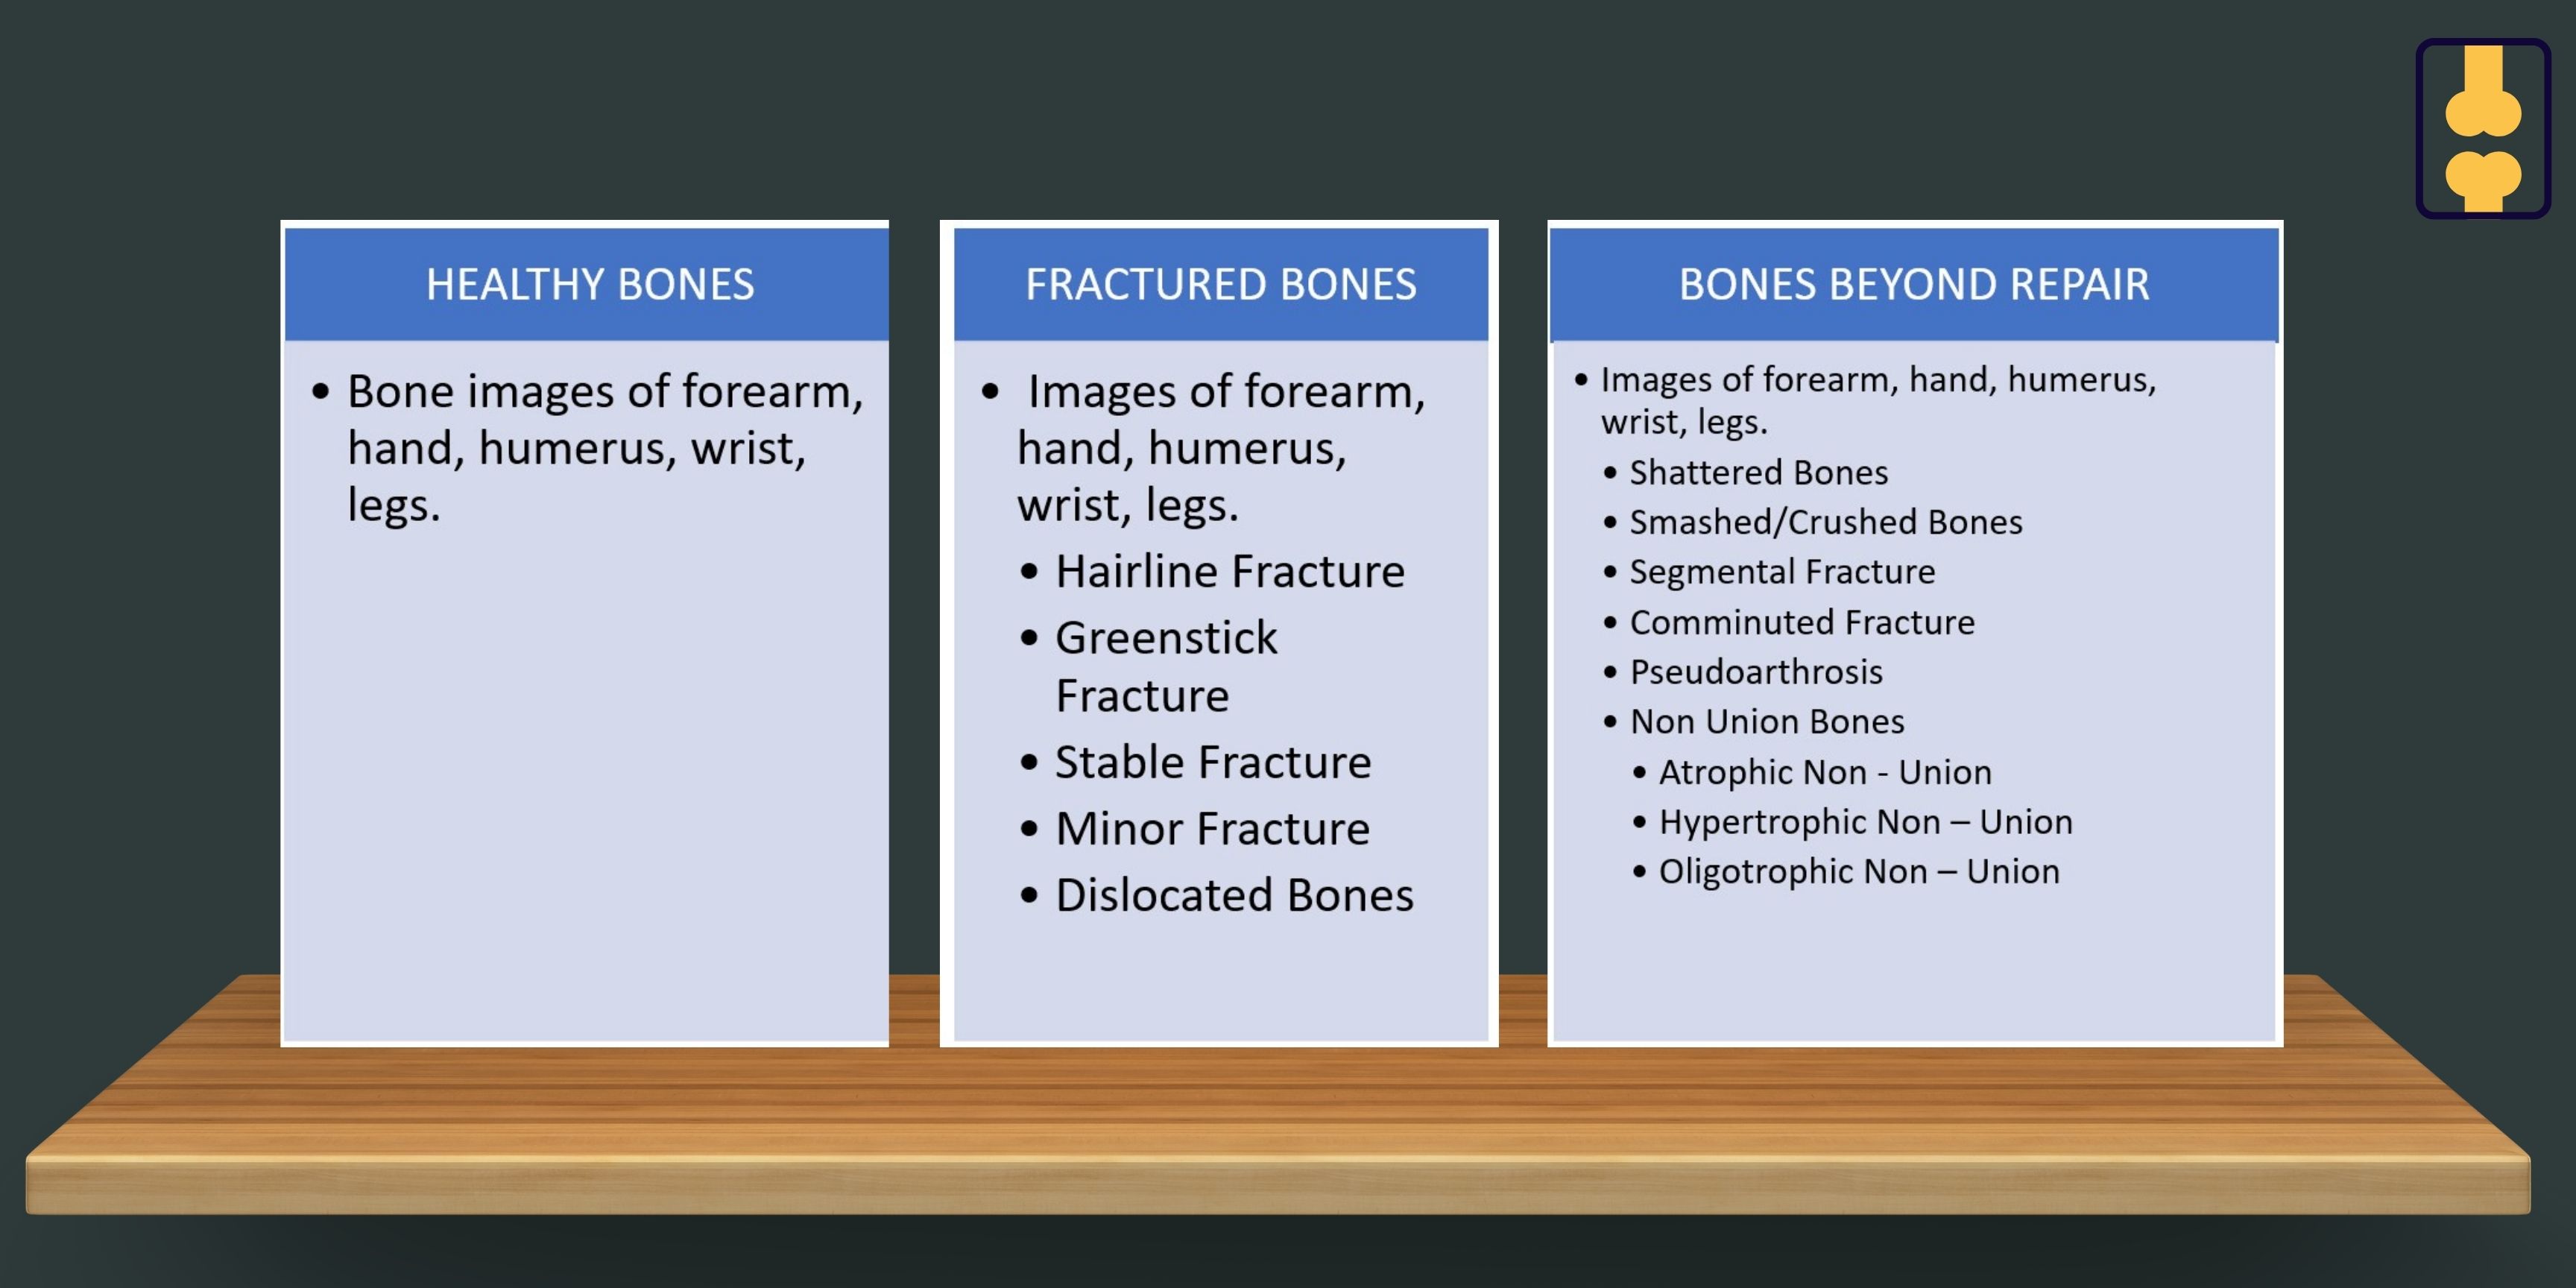 HEALTHY BONES
• Bone images of forearm,
hand, humerus, wrist,
legs.
FRACTURED BONES
• Images of forearm,
hand, humerus,
wrist, legs.
• Hairline Fracture
• Greenstick
Fracture
• Stable Fracture
• Minor Fracture
• Dislocated Bones
BONES BEYOND REPAIR
• Images of forearm, hand, humerus,
wrist, legs.
• Shattered Bones
• Smashed/Crushed Bones
• Segmental Fracture
• Comminuted Fracture
• Pseudoarthrosis
• Non Union Bones
• Atrophic Non - Union
• Hypertrophic Non – Union
• Oligotrophic Non – Union